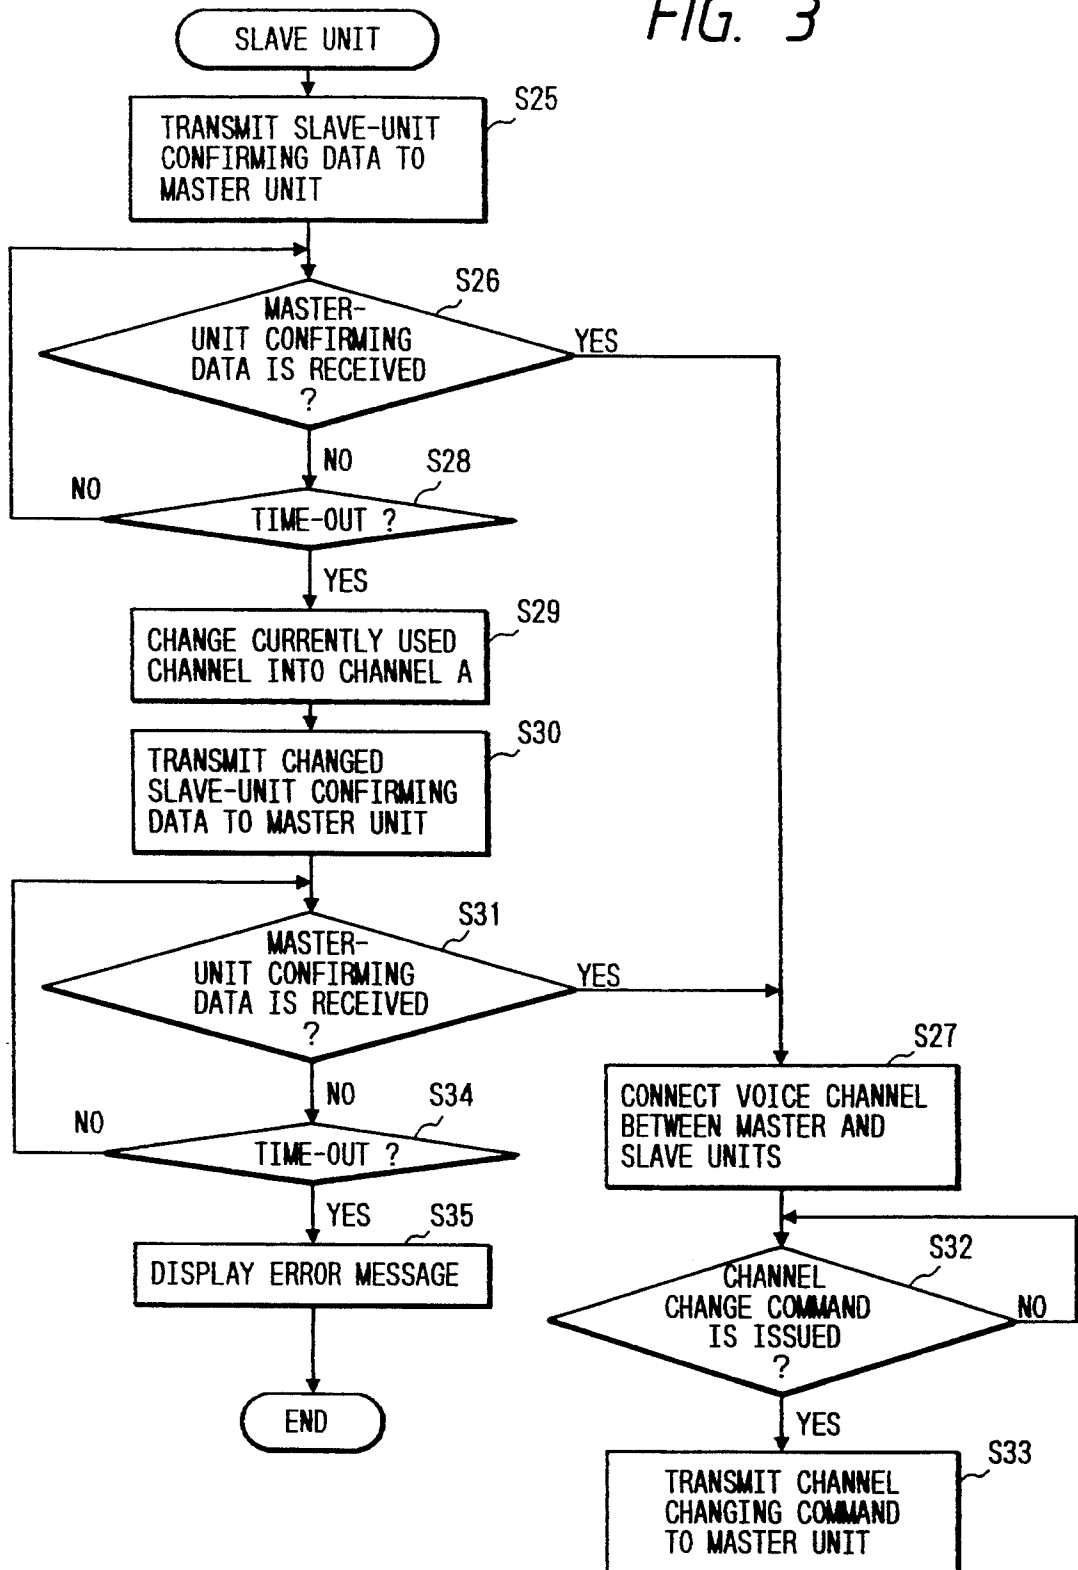 FIG. 3
SLAVE UNIT
S25
TRANSMIT SLAVE-UNIT
CONFIRMING DATA TO
MASTER UNIT
S26
MASTER-
UNIT CONFIRMING
DATA IS RECEIVED
?
YES
NO
S28
NO
TIME-OUT ?
YES
S29
CHANGE CURRENTLY USED
CHANNEL INTO CHANNEL A
S30
TRANSMIT CHANGED
SLAVE-UNIT CONFIRMING
DATA TO MASTER UNIT
S31
MASTER-
UNIT CONFIRMING
DATA IS RECEIVED
?
YES
NO
S34
NO
TIME-OUT ?
YES
S35
DISPLAY ERROR MESSAGE
END
S27
CONNECT VOICE CHANNEL
BETWEEN MASTER AND
SLAVE UNITS
S32
CHANNEL
CHANGE COMMAND
IS ISSUED
?
NO
YES
S33
TRANSMIT CHANNEL
CHANGING COMMAND
TO MASTER UNIT